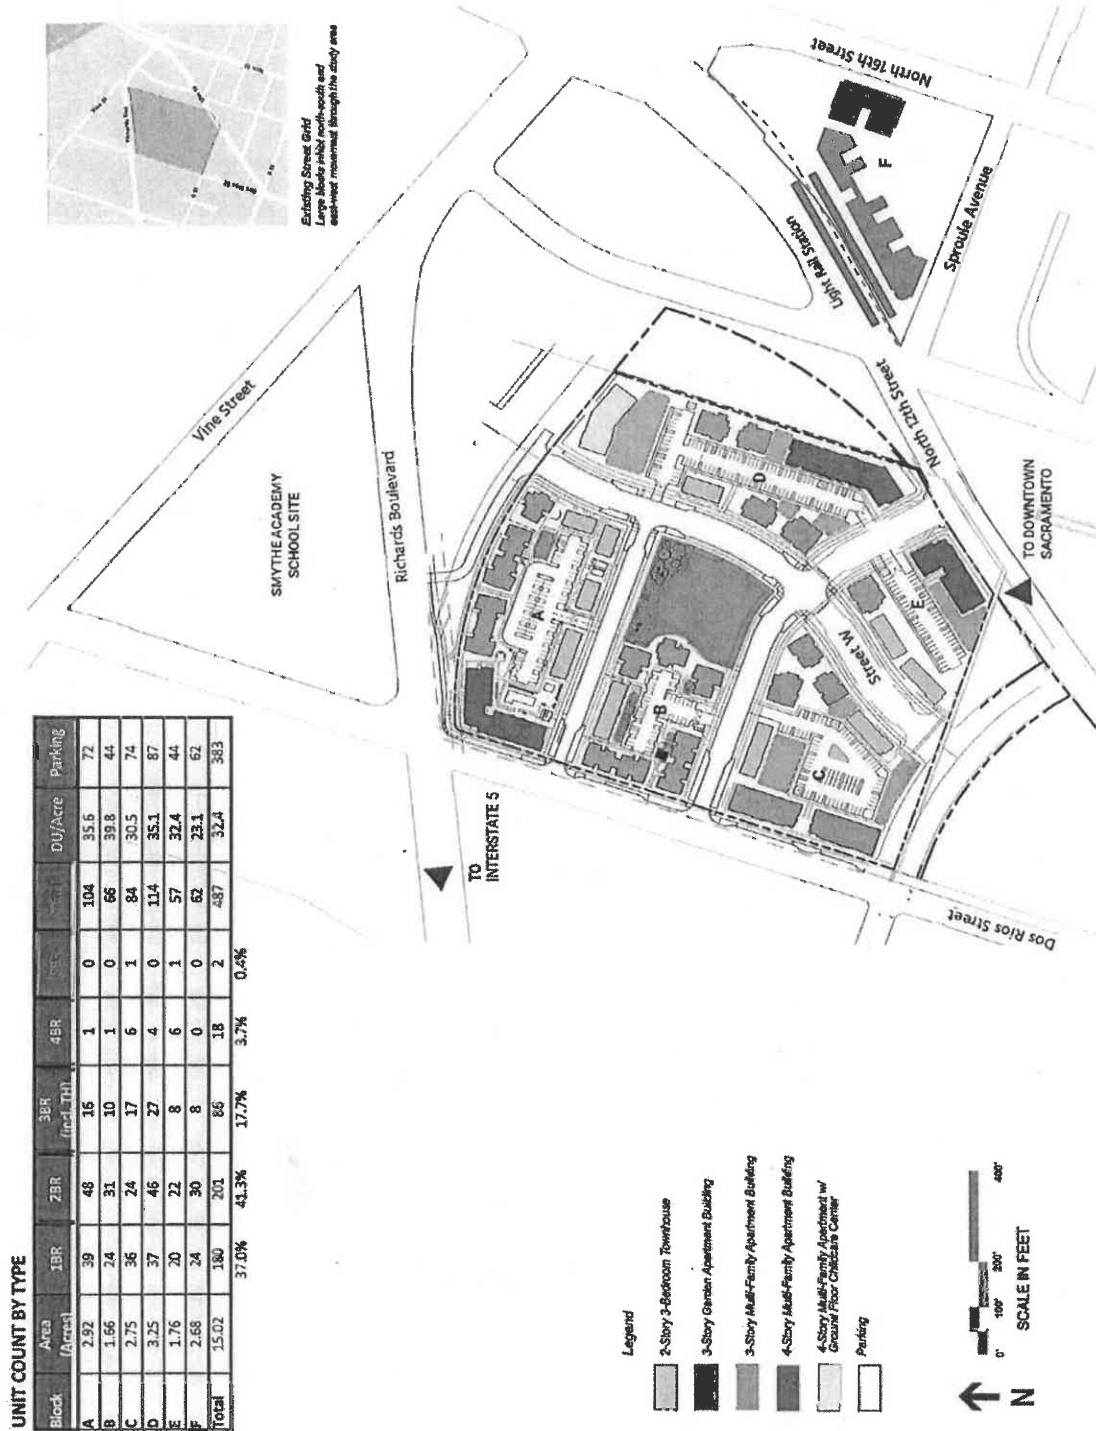 UNIT COUNT BY TYPE
Block Area (Acres) 1BR 2BR 3BR (incl. TH) 4BR 5BR Total DU/Acre Parking
A 2.92 39 48 16 1 0 104 35.6 72
B 1.66 24 31 10 1 0 66 39.8 44
C 2.75 36 24 17 6 1 84 30.5 74
D 3.25 37 46 27 4 0 114 35.1 87
E 1.76 20 22 8 6 1 57 32.4 44
F 2.68 24 30 8 0 0 62 23.1 62
Total 15.02 180 201 86 18 2 487 32.4 383
37.0% 41.3% 17.7% 3.7% 0.4%
Existing Street Grid
Large blocks inhibit north-south and
east-west movement through the study area
Vine Street
SMYTHE ACADEMY
SCHOOL SITE
Richards Boulevard
TO
INTERSTATE 5
A
B
C
D
E
F
Street W
Dos Rios Street
North 12th Street
North 16th Street
Sproule Avenue
Light Rail Station
TO DOWNTOWN
SACRAMENTO
Legend
2-Story 3-Bedroom Townhouse
3-Story Garden Apartment Building
3-Story Multi-Family Apartment Building
4-Story Multi-Family Apartment Building
4-Story Multi-Family Apartment w/
Ground Floor Childcare Center
Parking
0' 100' 200' 400'
SCALE IN FEET
N